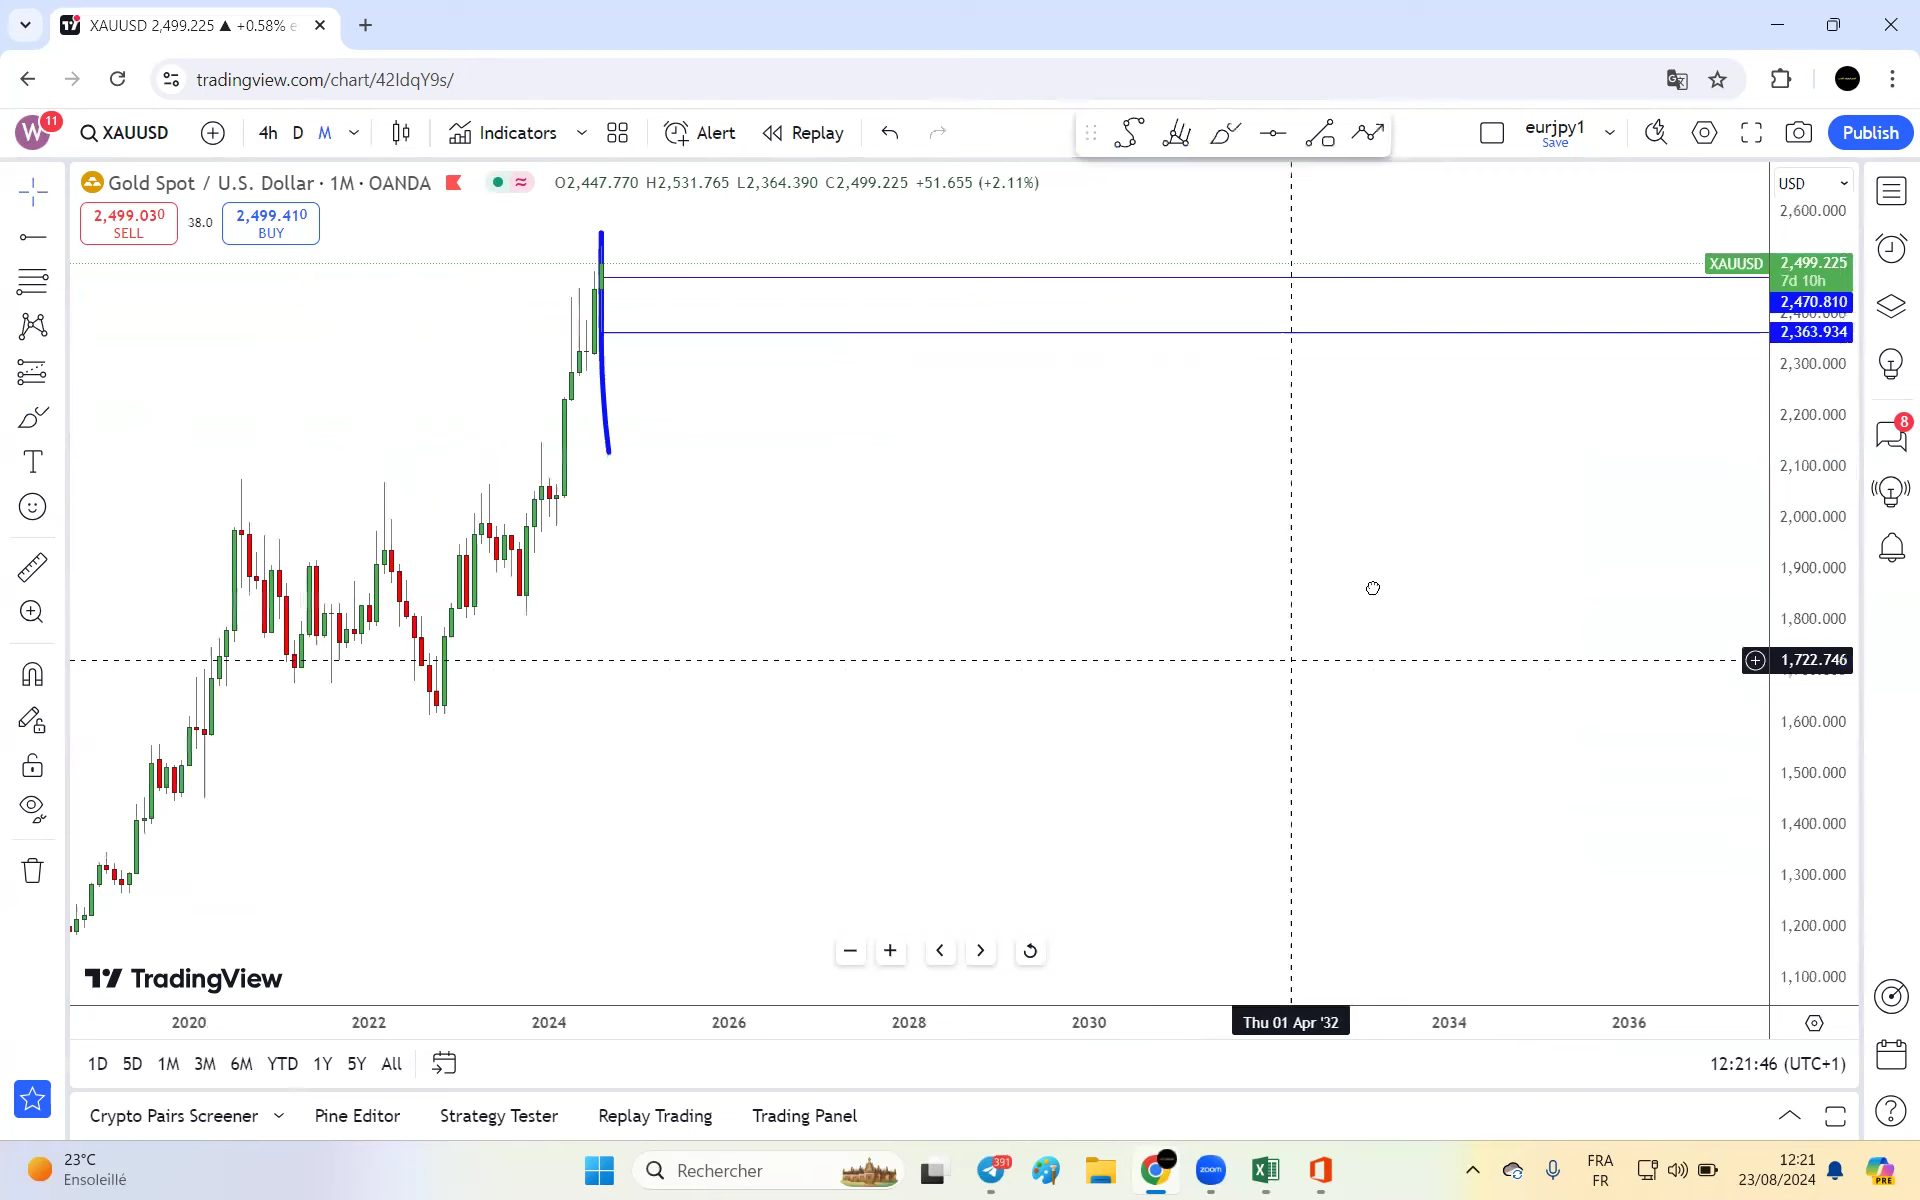 XAUUSD 2,499.225 ▲ +0.58%
tradingview.com/chart/42IdqY9s/
W 11 XAUUSD 4h D M Indicators Alert Replay eurjpy1 Save Publish
Gold Spot / U.S. Dollar · 1M · OANDA O2,447.770 H2,531.765 L2,364.390 C2,499.225 +51.655 (+2.11%)
USD
2,499.030 SELL 38.0 2,499.410 BUY
2,600.000
XAUUSD 2,499.225
7d 10h
2,470.810
2,400.000
2,363.934
2,300.000
2,200.000
8
2,100.000
2,000.000
1,900.000
1,800.000
1,722.746
1,600.000
1,500.000
1,400.000
1,300.000
1,200.000
1,100.000
TradingView
2020 2022 2024 2026 2028 2030 Thu 01 Apr '32 2034 2036
1D 5D 1M 3M 6M YTD 1Y 5Y All 12:21:46 (UTC+1)
Crypto Pairs Screener Pine Editor Strategy Tester Replay Trading Trading Panel
23°C
Ensoleillé
Rechercher
391
zoom
FRA
FR
12:21
23/08/2024
PRE